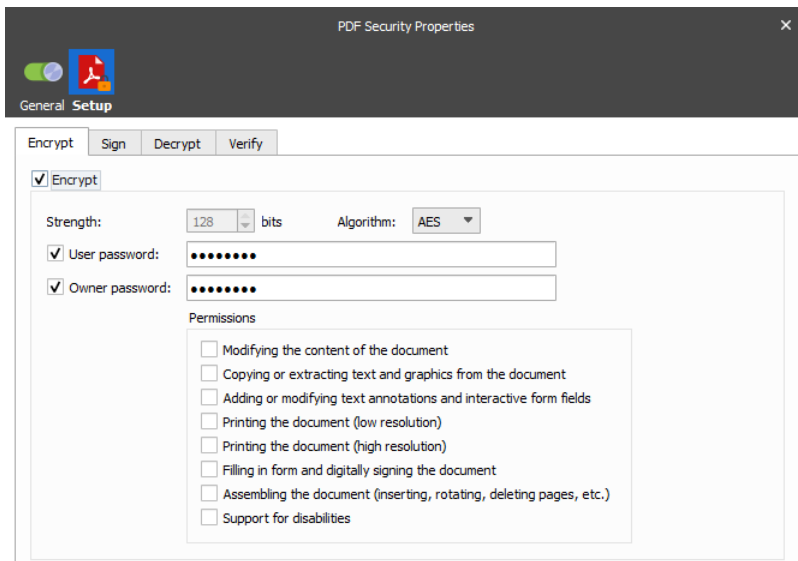 PDF Security Properties
General Setup
Encrypt Sign Decrypt Verify
Encrypt
Strength: 128 bits Algorithm: AES
User password: ●●●●●●●●
Owner password: ●●●●●●●●
Permissions
Modifying the content of the document
Copying or extracting text and graphics from the document
Adding or modifying text annotations and interactive form fields
Printing the document (low resolution)
Printing the document (high resolution)
Filling in form and digitally signing the document
Assembling the document (inserting, rotating, deleting pages, etc.)
Support for disabilities